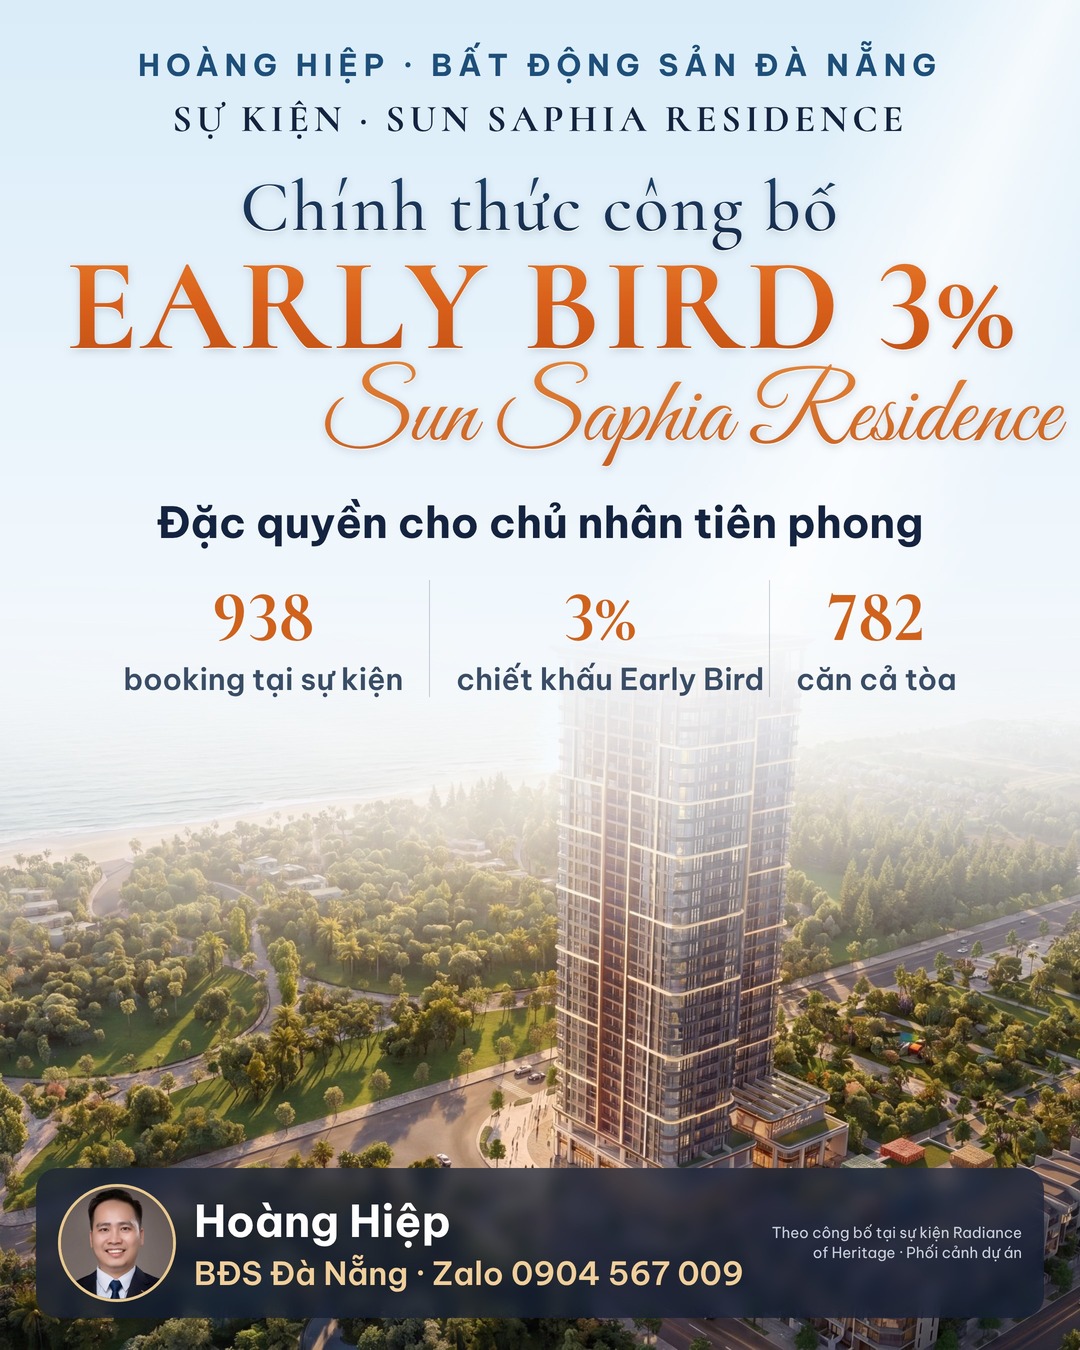 HOÀNG HIỆP · BẤT ĐỘNG SẢN ĐÀ NẴNG
SỰ KIỆN · SUN SAPHIA RESIDENCE
Chính thức công bố
EARLY BIRD 3%
Sun Saphia Residence
Đặc quyền cho chủ nhân tiên phong
938
booking tại sự kiện
3%
chiết khấu Early Bird
782
căn cả tòa
Hoàng Hiệp
BĐS Đà Nẵng · Zalo 0904 567 009
Theo công bố tại sự kiện Radiance
of Heritage · Phối cảnh dự án